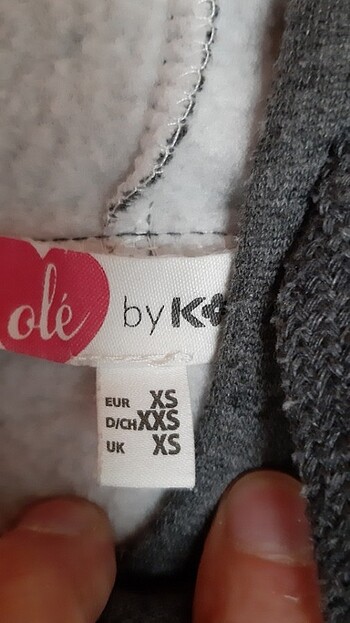 olé by
EUR XS
D/CH XXS
UK XS